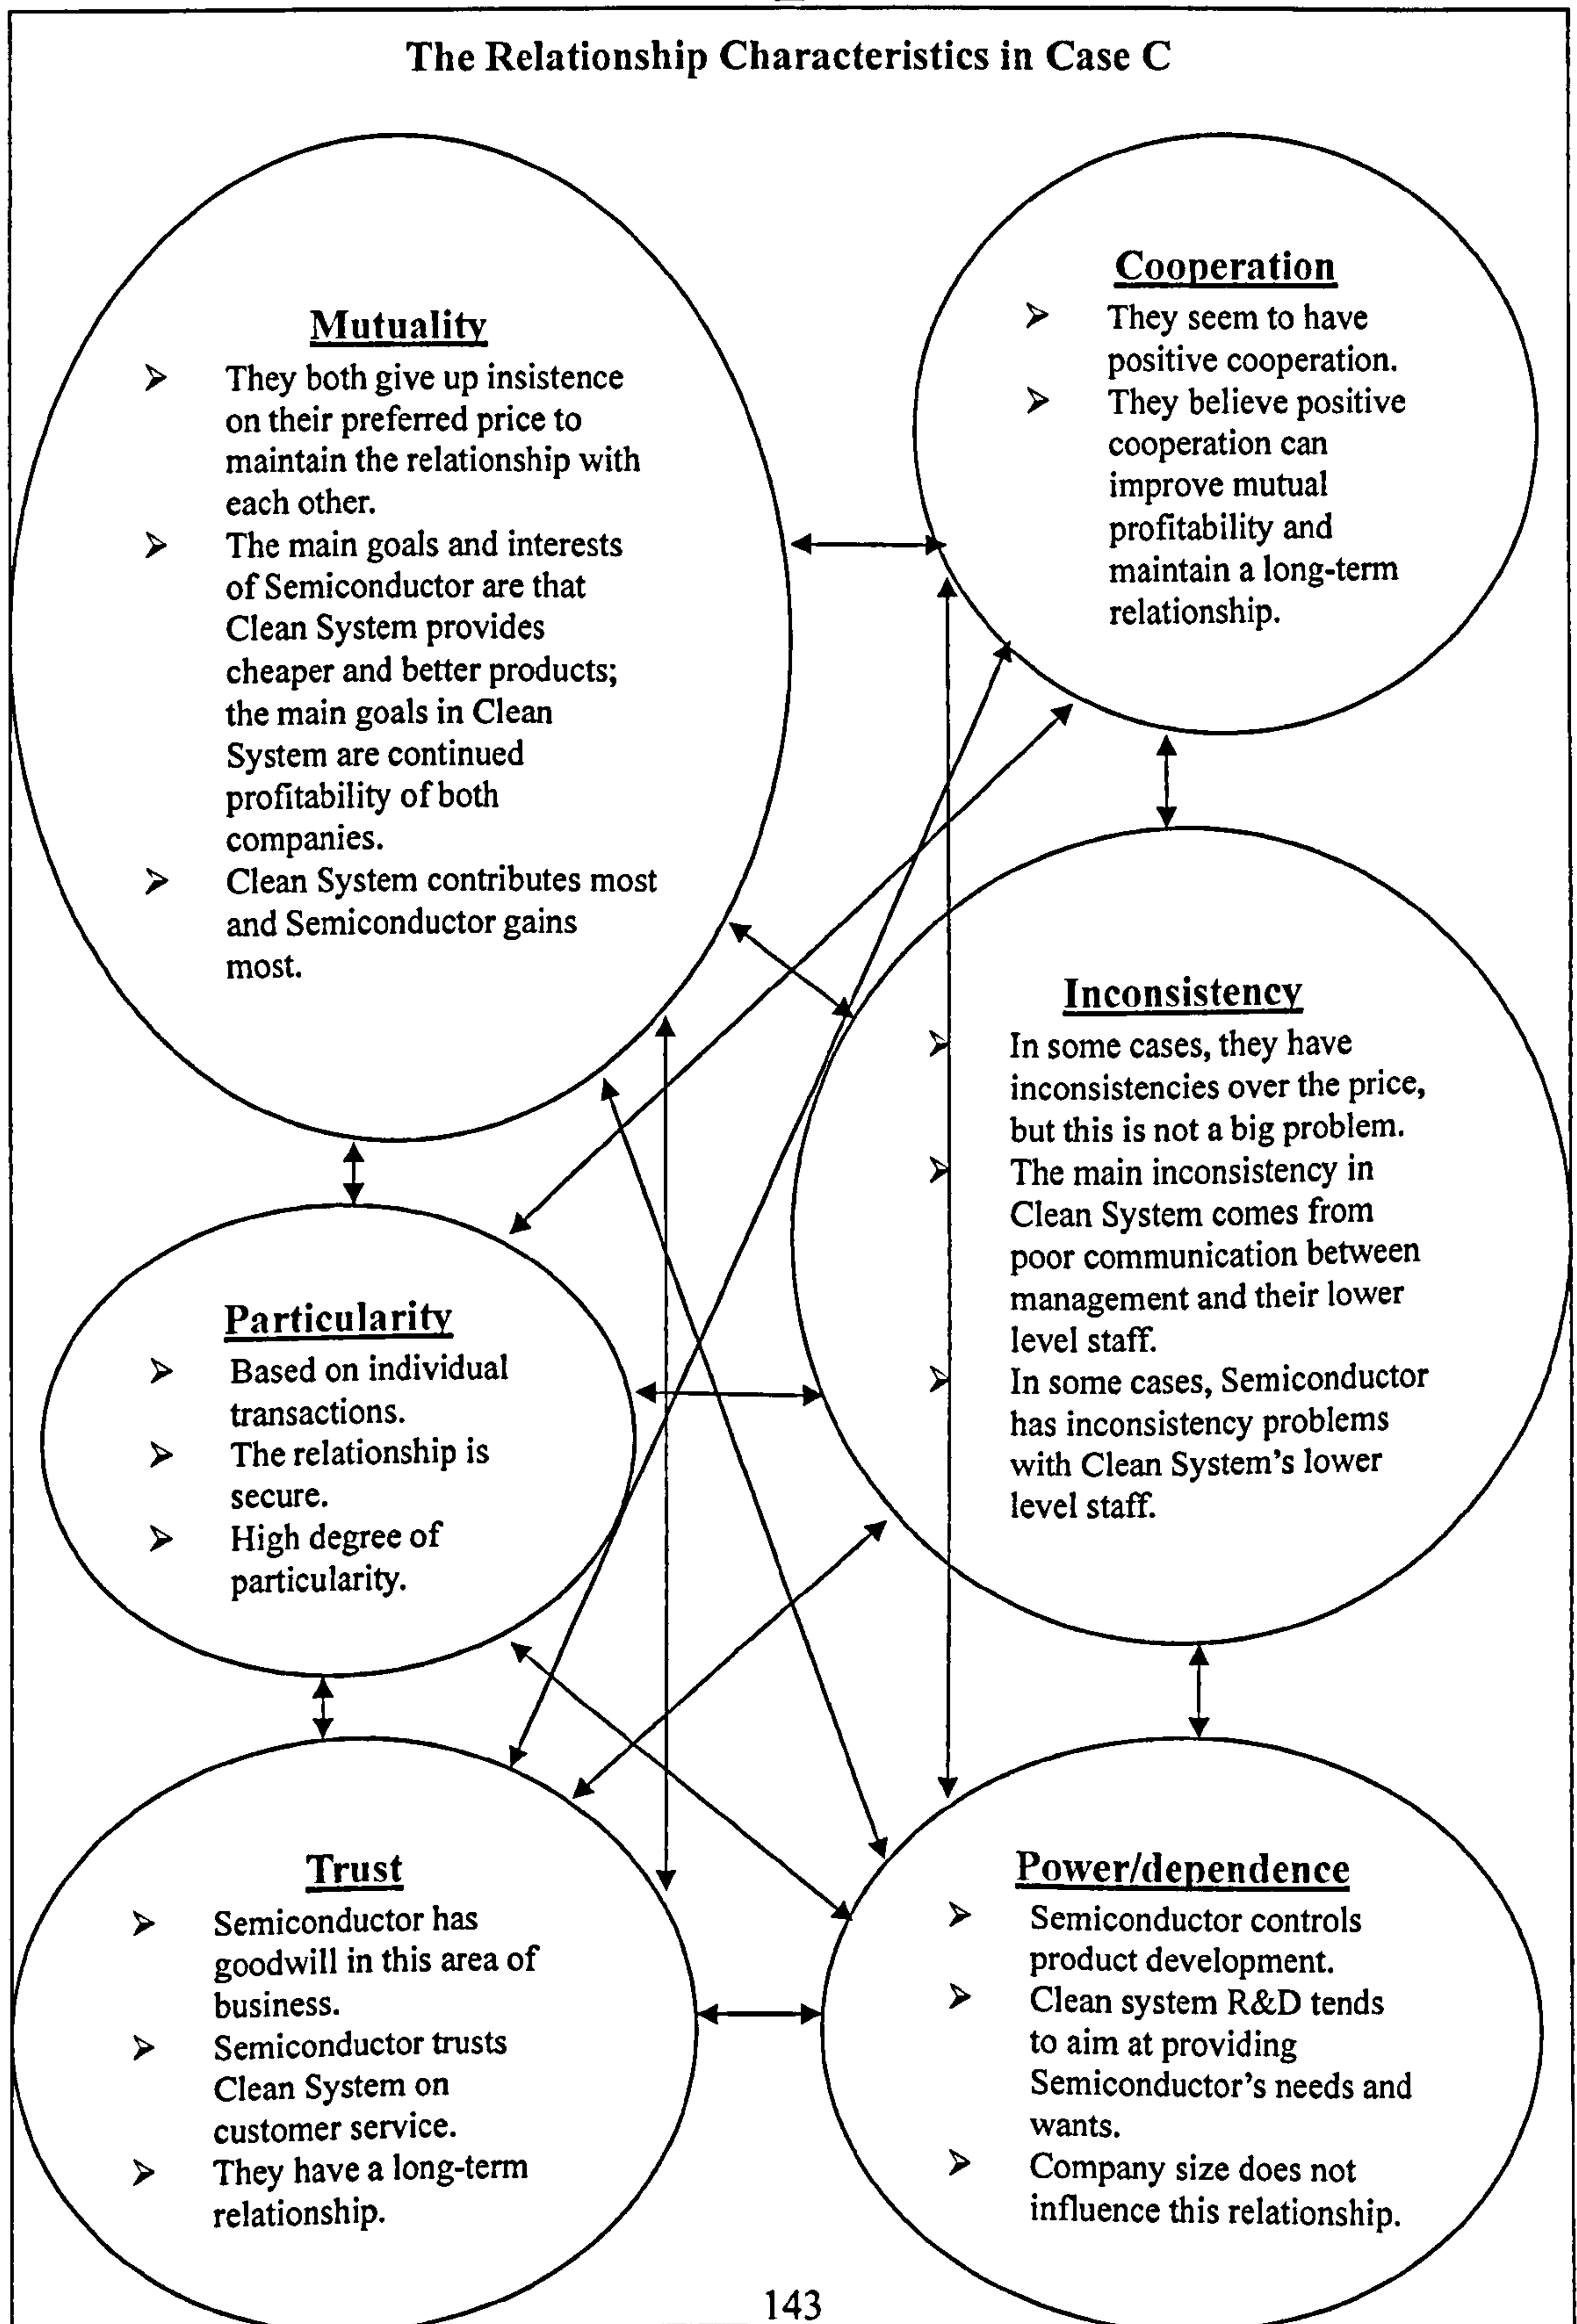 The Relationship Characteristics in Case C
Mutuality
➢ They both give up insistence
on their preferred price to
maintain the relationship with
each other.
➢ The main goals and interests
of Semiconductor are that
Clean System provides
cheaper and better products;
the main goals in Clean
System are continued
profitability of both
companies.
➢ Clean System contributes most
and Semiconductor gains
most.
Cooperation
➢ They seem to have
positive cooperation.
➢ They believe positive
cooperation can
improve mutual
profitability and
maintain a long-term
relationship.
Inconsistency
➢ In some cases, they have
inconsistencies over the price,
but this is not a big problem.
➢ The main inconsistency in
Clean System comes from
poor communication between
management and their lower
level staff.
➢ In some cases, Semiconductor
has inconsistency problems
with Clean System's lower
level staff.
Particularity
➢ Based on individual
transactions.
➢ The relationship is
secure.
➢ High degree of
particularity.
Trust
➢ Semiconductor has
goodwill in this area of
business.
➢ Semiconductor trusts
Clean System on
customer service.
➢ They have a long-term
relationship.
Power/dependence
➢ Semiconductor controls
product development.
➢ Clean system R&D tends
to aim at providing
Semiconductor's needs and
wants.
➢ Company size does not
influence this relationship.
143